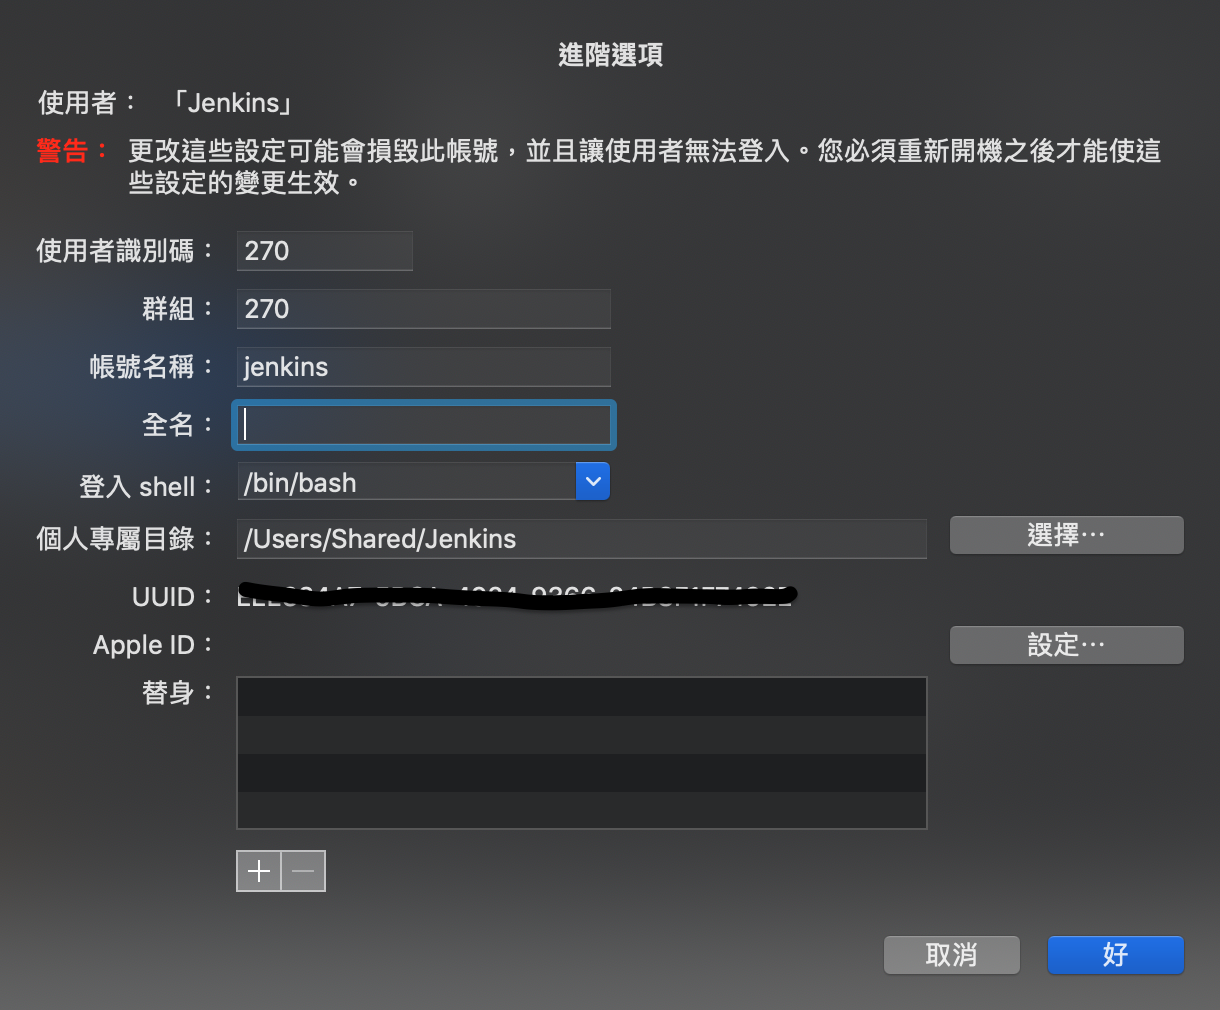 進階選項
使用者： 「Jenkins」
警告： 更改這些設定可能會損毀此帳號，並且讓使用者無法登入。您必須重新開機之後才能使這
些設定的變更生效。
使用者識別碼： 270
群組： 270
帳號名稱： jenkins
全名：
登入 shell： /bin/bash
個人專屬目錄： /Users/Shared/Jenkins 選擇⋯
UUID：
Apple ID： 設定⋯
替身：
取消 好